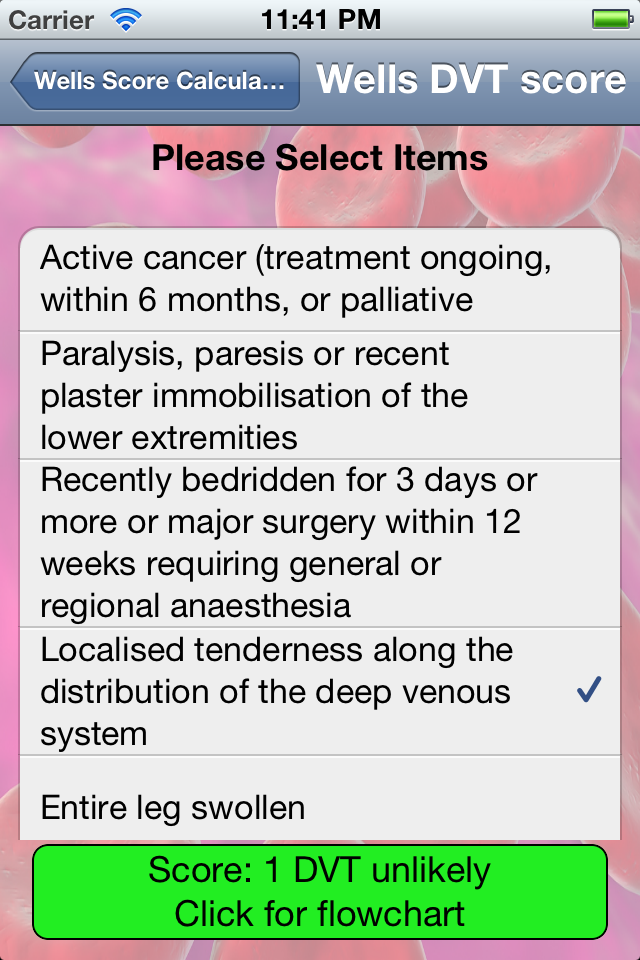 Carrier 11:41 PM
Wells Score Calcula... Wells DVT score
Please Select Items
Active cancer (treatment ongoing,
within 6 months, or palliative
Paralysis, paresis or recent
plaster immobilisation of the
lower extremities
Recently bedridden for 3 days or
more or major surgery within 12
weeks requiring general or
regional anaesthesia
Localised tenderness along the
distribution of the deep venous
system
Entire leg swollen
Score: 1 DVT unlikely
Click for flowchart